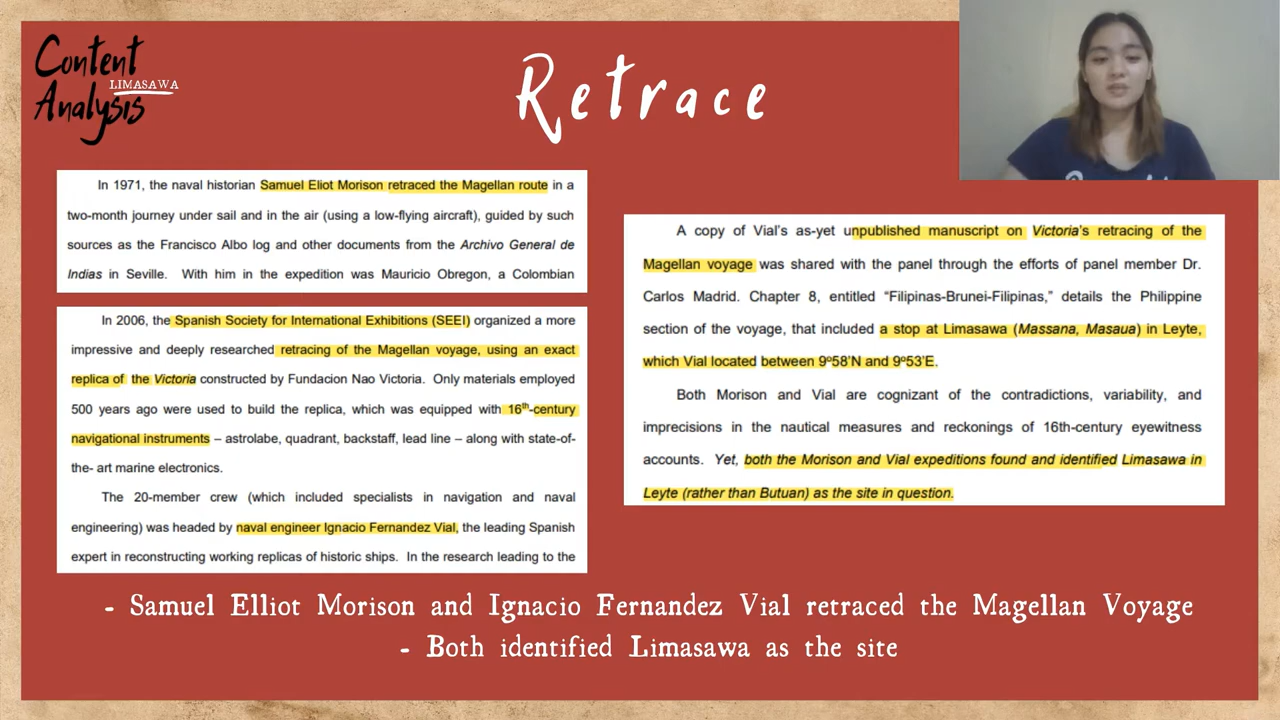 Content
LIMASAWA
Analysis
Retrace
In 1971, the naval historian Samuel Eliot Morison retraced the Magellan route in a
two-month journey under sail and in the air (using a low-flying aircraft), guided by such
sources as the Francisco Albo log and other documents from the Archivo General de
Indias in Seville. With him in the expedition was Mauricio Obregon, a Colombian
In 2006, the Spanish Society for International Exhibitions (SEEI) organized a more
impressive and deeply researched retracing of the Magellan voyage, using an exact
replica of the Victoria constructed by Fundacion Nao Victoria. Only materials employed
500 years ago were used to build the replica, which was equipped with 16th-century
navigational instruments – astrolabe, quadrant, backstaff, lead line – along with state-of-
the- art marine electronics.
The 20-member crew (which included specialists in navigation and naval
engineering) was headed by naval engineer Ignacio Fernandez Vial, the leading Spanish
expert in reconstructing working replicas of historic ships. In the research leading to the
A copy of Vial's as-yet unpublished manuscript on Victoria's retracing of the
Magellan voyage was shared with the panel through the efforts of panel member Dr.
Carlos Madrid. Chapter 8, entitled “Filipinas-Brunei-Filipinas,” details the Philippine
section of the voyage, that included a stop at Limasawa (Massana, Masaua) in Leyte,
which Vial located between 9º58'N and 9º53'E.
Both Morison and Vial are cognizant of the contradictions, variability, and
imprecisions in the nautical measures and reckonings of 16th-century eyewitness
accounts. Yet, both the Morison and Vial expeditions found and identified Limasawa in
Leyte (rather than Butuan) as the site in question.
- Samuel Elliot Morison and Ignacio Fernandez Vial retraced the Magellan Voyage
- Both identified Limasawa as the site